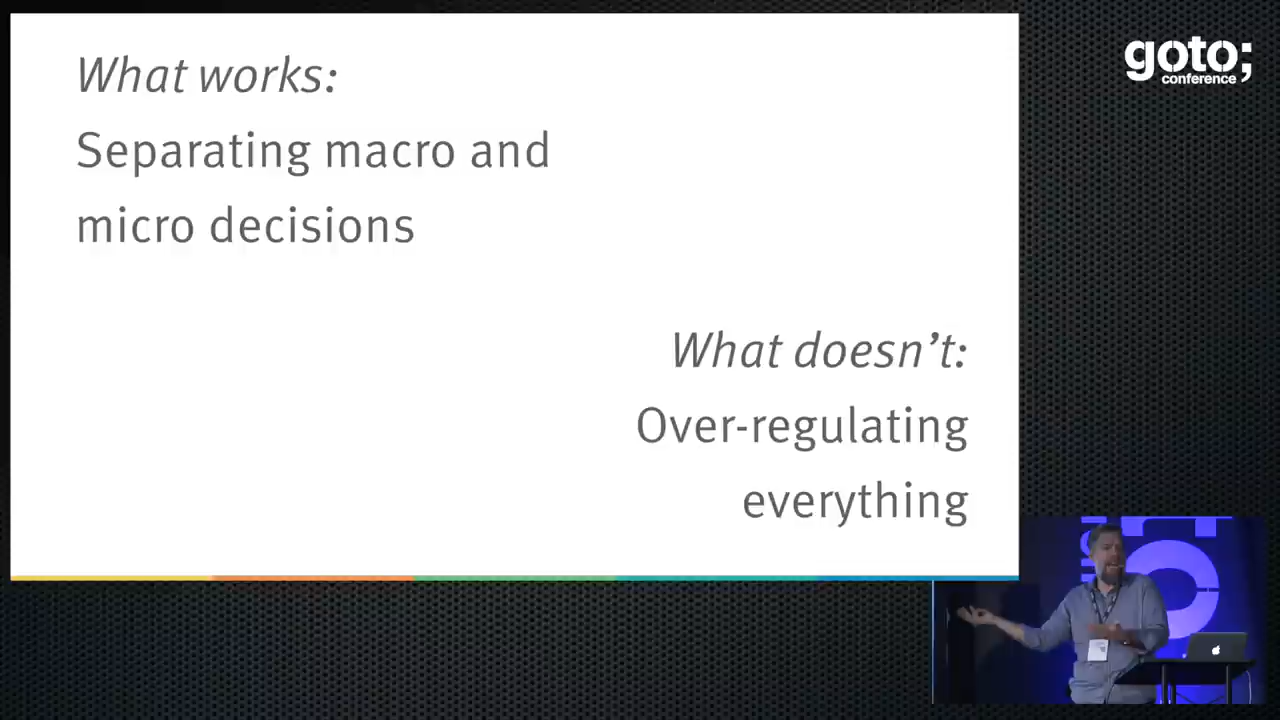 What works:
Separating macro and
micro decisions
What doesn’t:
Over-regulating
everything
goto;
conference